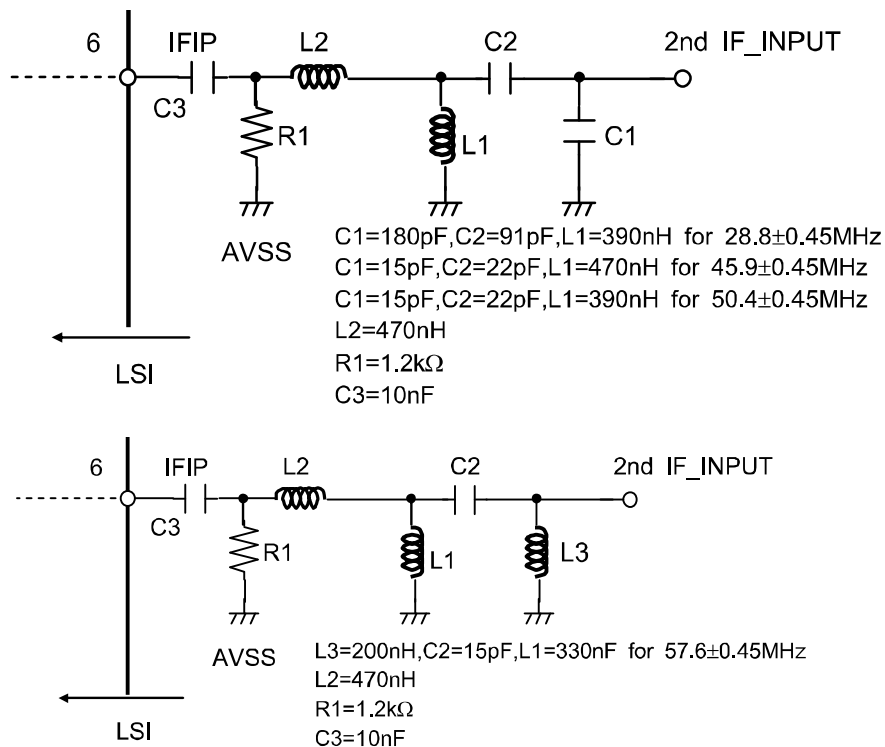 6 IFIP L2 C2 2nd IF_INPUT
C3 R1 L1 C1
AVSS
C1=180pF,C2=91pF,L1=390nH for 28.8±0.45MHz
C1=15pF,C2=22pF,L1=470nH for 45.9±0.45MHz
C1=15pF,C2=22pF,L1=390nH for 50.4±0.45MHz
L2=470nH
LSI
R1=1.2kΩ
C3=10nF
6 IFIP L2 C2 2nd IF_INPUT
C3 R1 L1 L3
AVSS
L3=200nH,C2=15pF,L1=330nF for 57.6±0.45MHz
L2=470nH
R1=1.2kΩ
LSI
C3=10nF